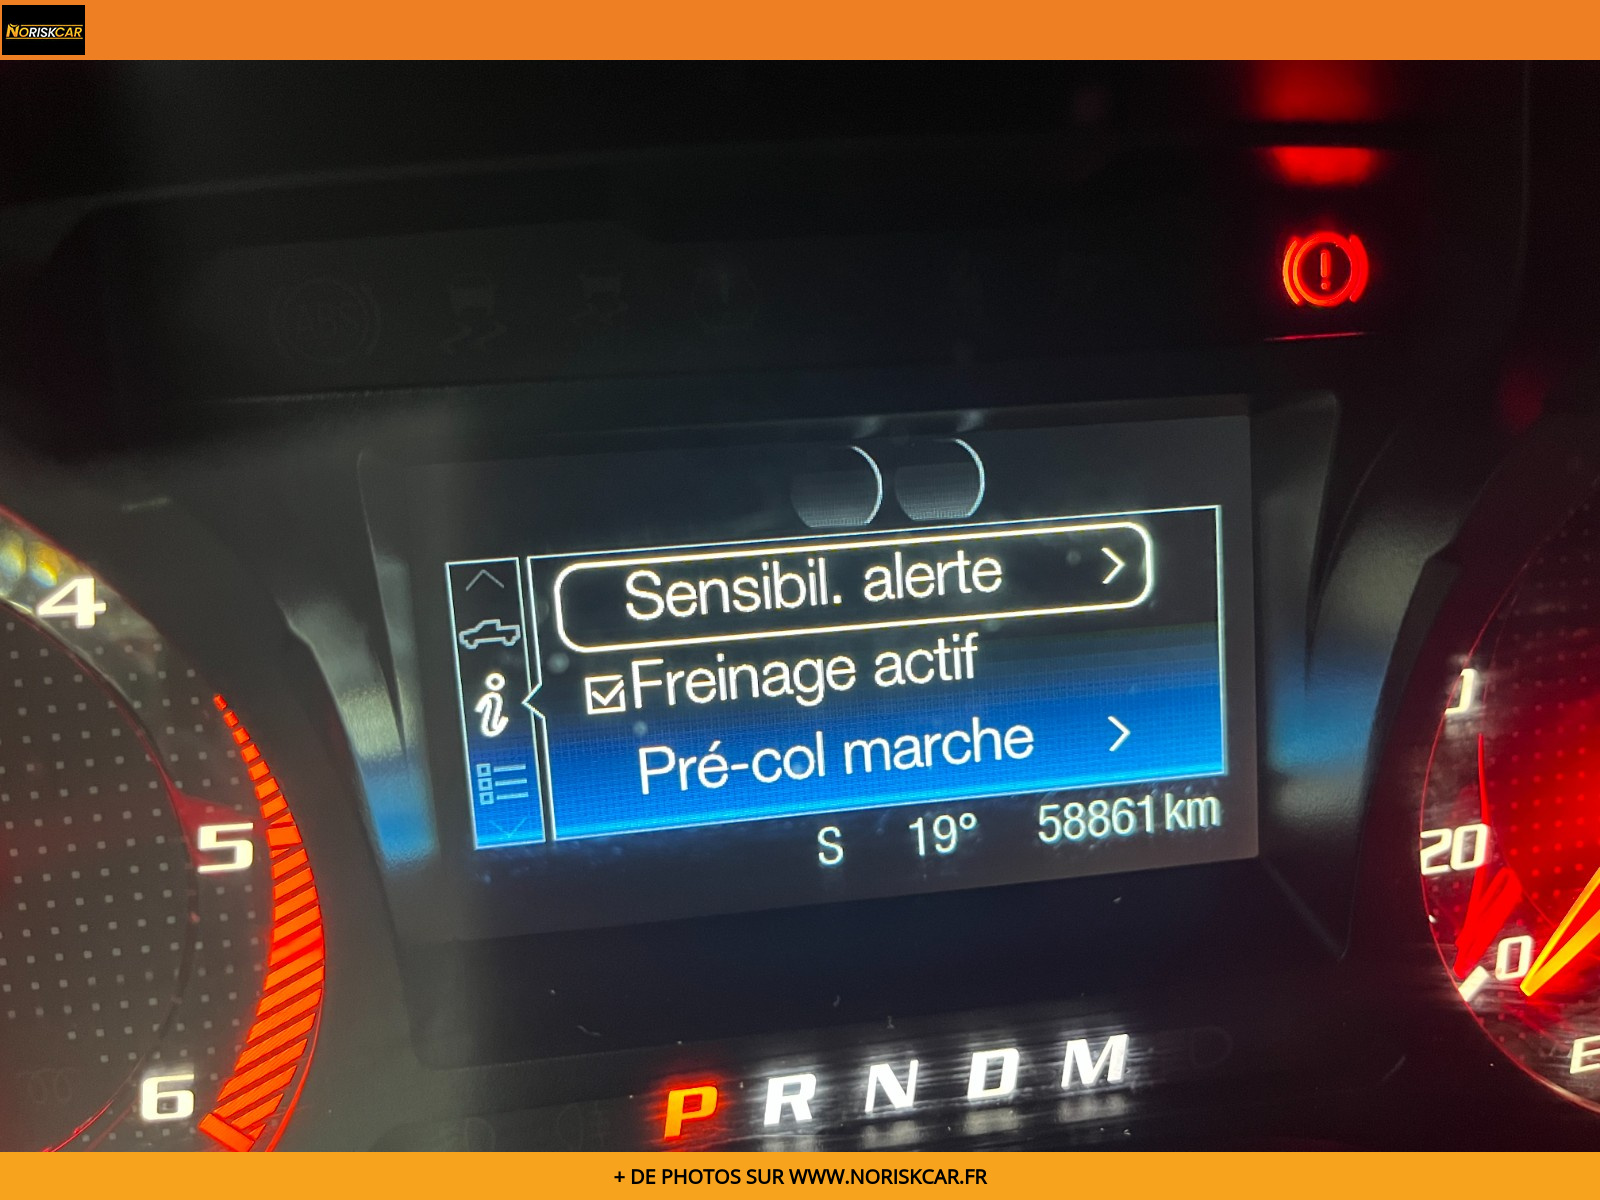 NORISKCAR
Sensibil. alerte
Freinage actif
Pré-col marche
S 19° 58861 km
4
5
6
20
0
E
P R N D M
+ DE PHOTOS SUR WWW.NORISKCAR.FR